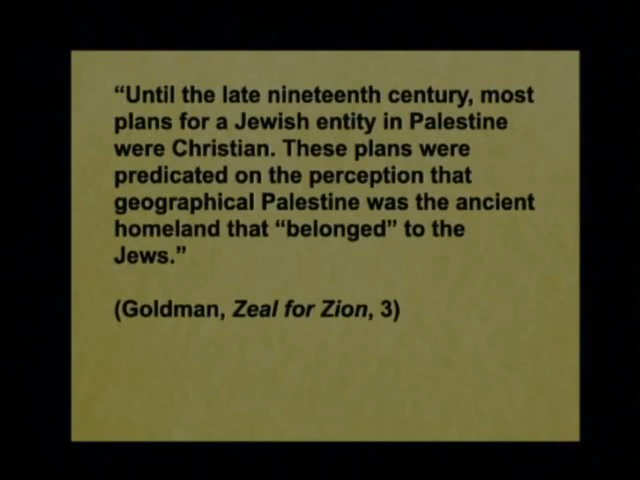 “Until the late nineteenth century, most
plans for a Jewish entity in Palestine
were Christian. These plans were
predicated on the perception that
geographical Palestine was the ancient
homeland that “belonged” to the
Jews.”
(Goldman, Zeal for Zion, 3)